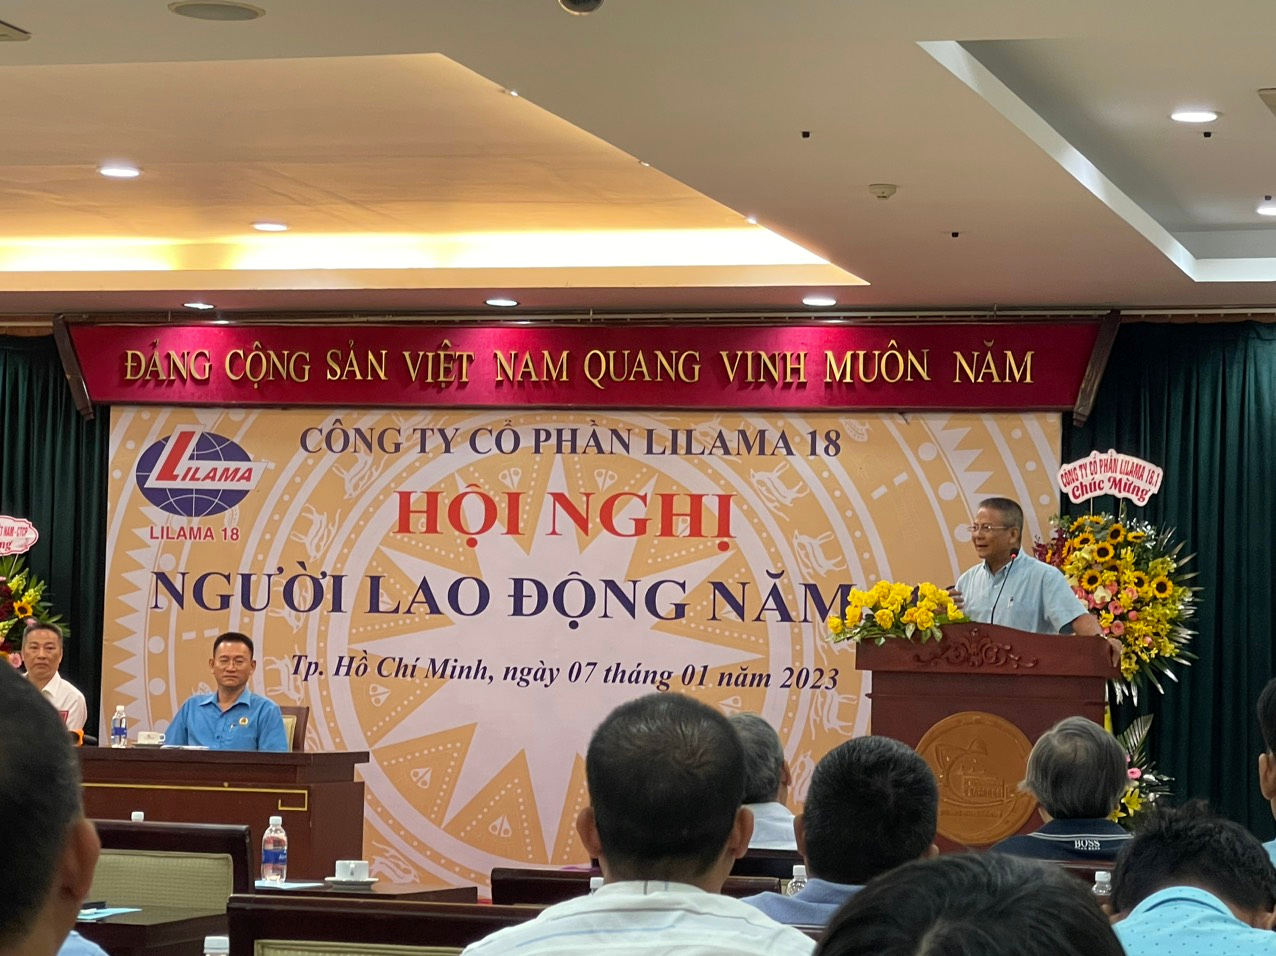 ĐẢNG CỘNG SẢN VIỆT NAM QUANG VINH MUÔN NĂM
CÔNG TY CỔ PHẦN LILAMA 18
LILAMA
LILAMA 18
HỘI NGHỊ
NGƯỜI LAO ĐỘNG NĂM
Tp. Hồ Chí Minh, ngày 07 tháng 01 năm 2023
CÔNG TY CỔ PHẦN LILAMA 18.1
Chúc Mừng
NAM - CTCP
BOSS